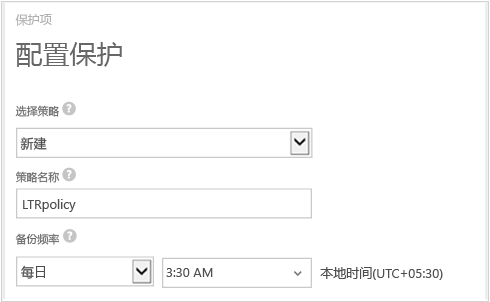 保护项
配置保护
选择策略 ?
新建
策略名称 ?
LTRpolicy
备份频率 ?
每日 3:30 AM 本地时间(UTC+05:30)